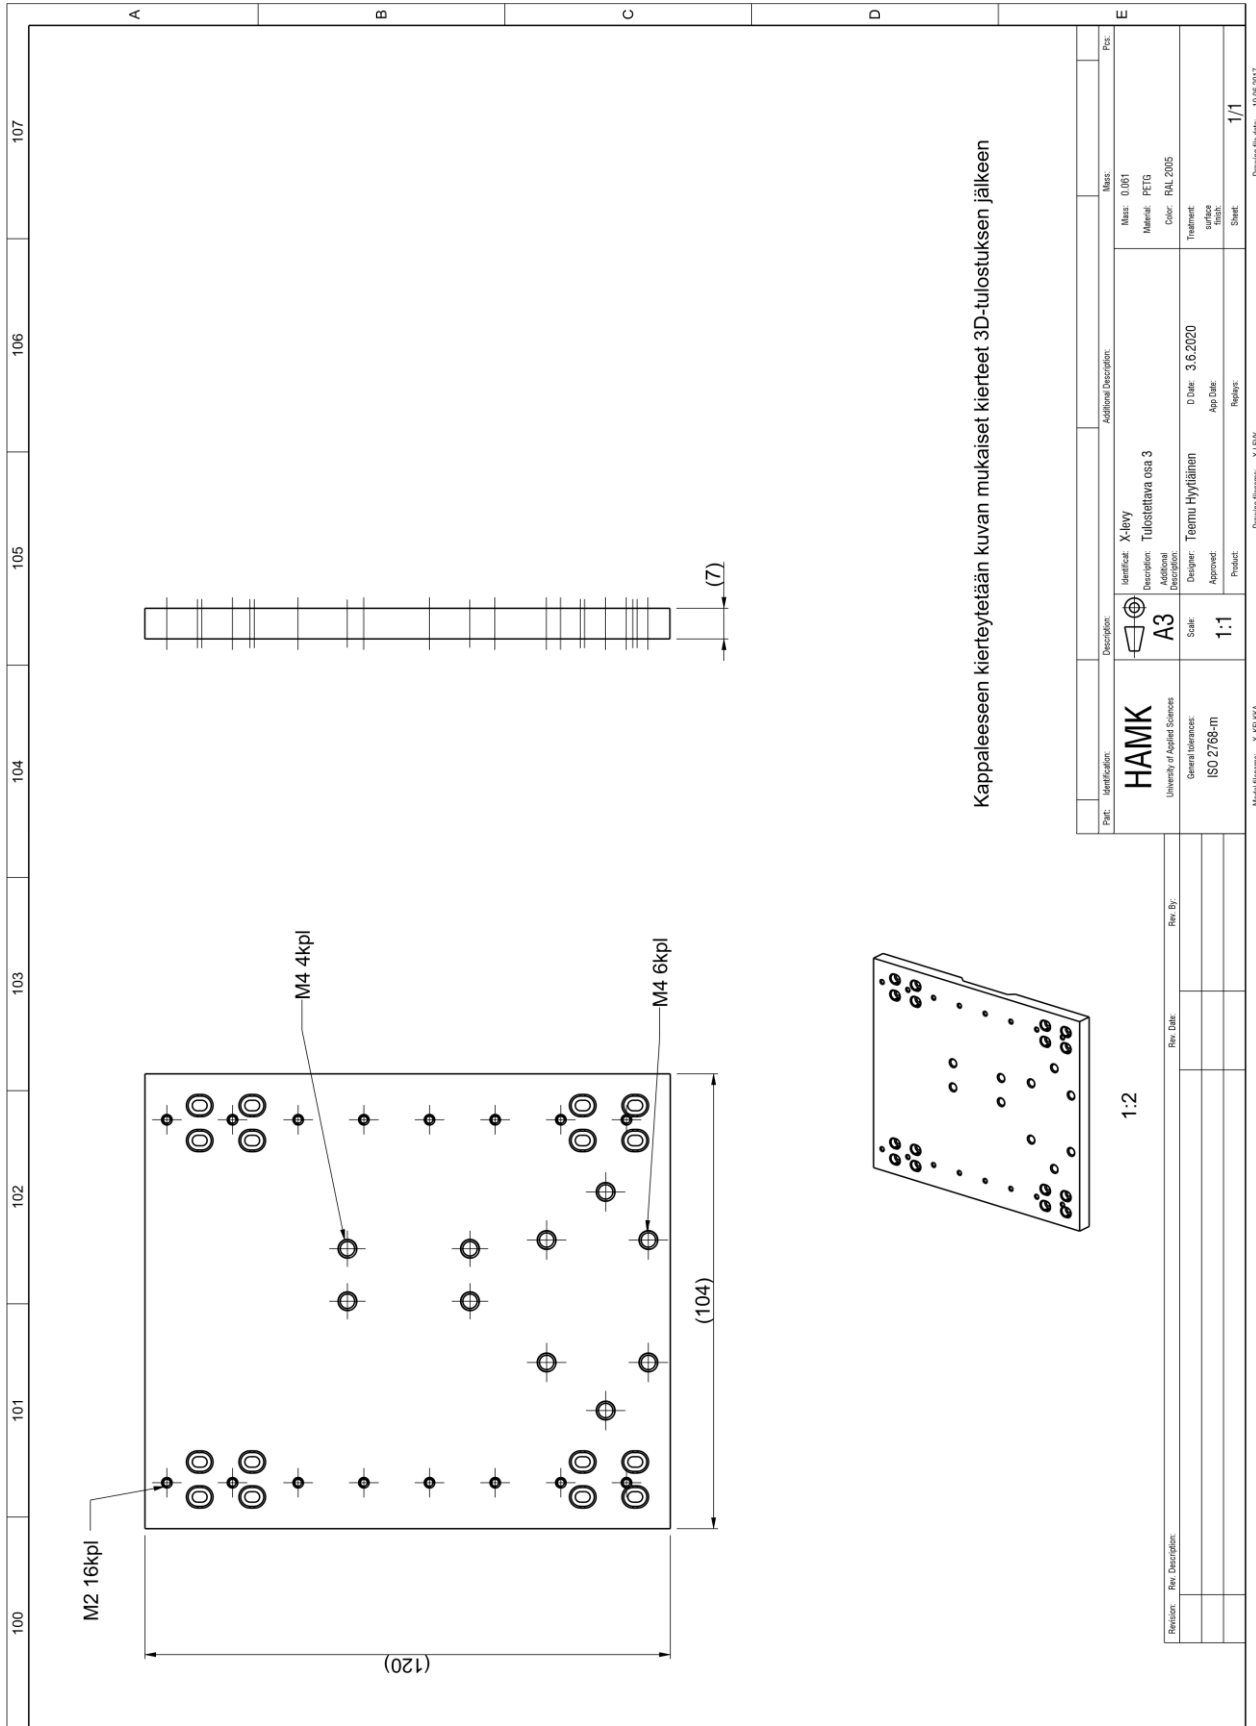 A
B
C
D
E
100
101
102
103
104
105
106
107
M2 16kpl
M4 4kpl
M4 6kpl
(120)
(104)
(7)
1:2
Kappaleeseen kierteytetään kuvan mukaiset kierteet 3D-tulostuksen jälkeen
Part:
Identification:
Description:
Additional Description:
Mass:
Pcs:
HAMK
University of Applied Sciences
General tolerances:
ISO 2768-m
A3
Scale:
1:1
Identificat: X-levy
Description: Tulostettava osa 3
Additional
Description:
Designer: Teemu Hyytiäinen
D Date: 3.6.2020
Approved:
App Date:
Product:
Replays:
Mass: 0.061
Material: PETG
Color: RAL 2005
Treatment:
surface
finish:
Sheet:
1/1
Revision:
Rev. Description:
Rev. Date:
Rev. By: